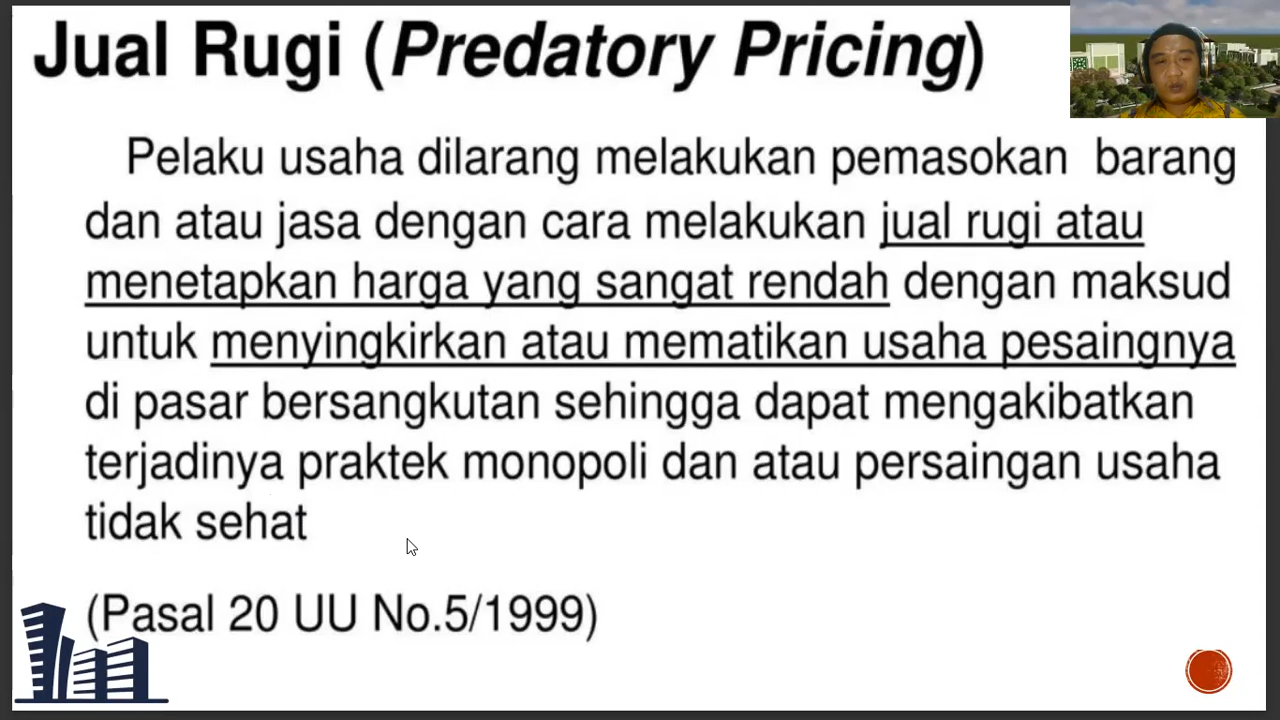 Jual Rugi (Predatory Pricing)
Pelaku usaha dilarang melakukan pemasokan barang
dan atau jasa dengan cara melakukan jual rugi atau
menetapkan harga yang sangat rendah dengan maksud
untuk menyingkirkan atau mematikan usaha pesaingnya
di pasar bersangkutan sehingga dapat mengakibatkan
terjadinya praktek monopoli dan atau persaingan usaha
tidak sehat
(Pasal 20 UU No.5/1999)